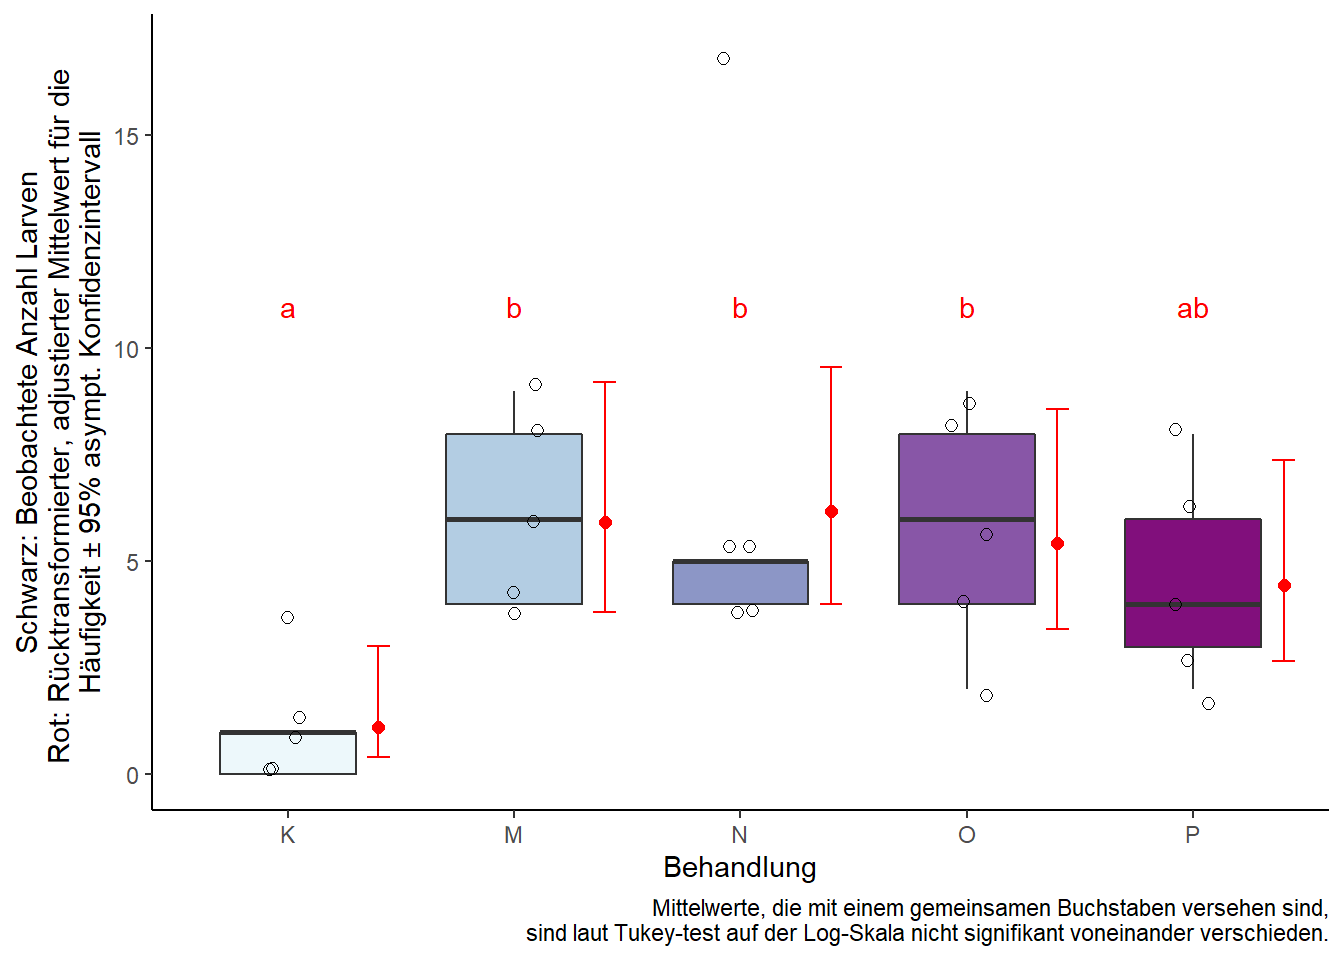 Schwarz: Beobachtete Anzahl Larven
Rot: Rücktransformierter, adjustierter Mittelwert für die
Häufigkeit ± 95% asympt. Konfidenzintervall
15
10
5
0
a
b
b
b
ab
K
M
N
O
P
Behandlung
Mittelwerte, die mit einem gemeinsamen Buchstaben versehen sind,
sind laut Tukey-test auf der Log-Skala nicht signifikant voneinander verschieden.